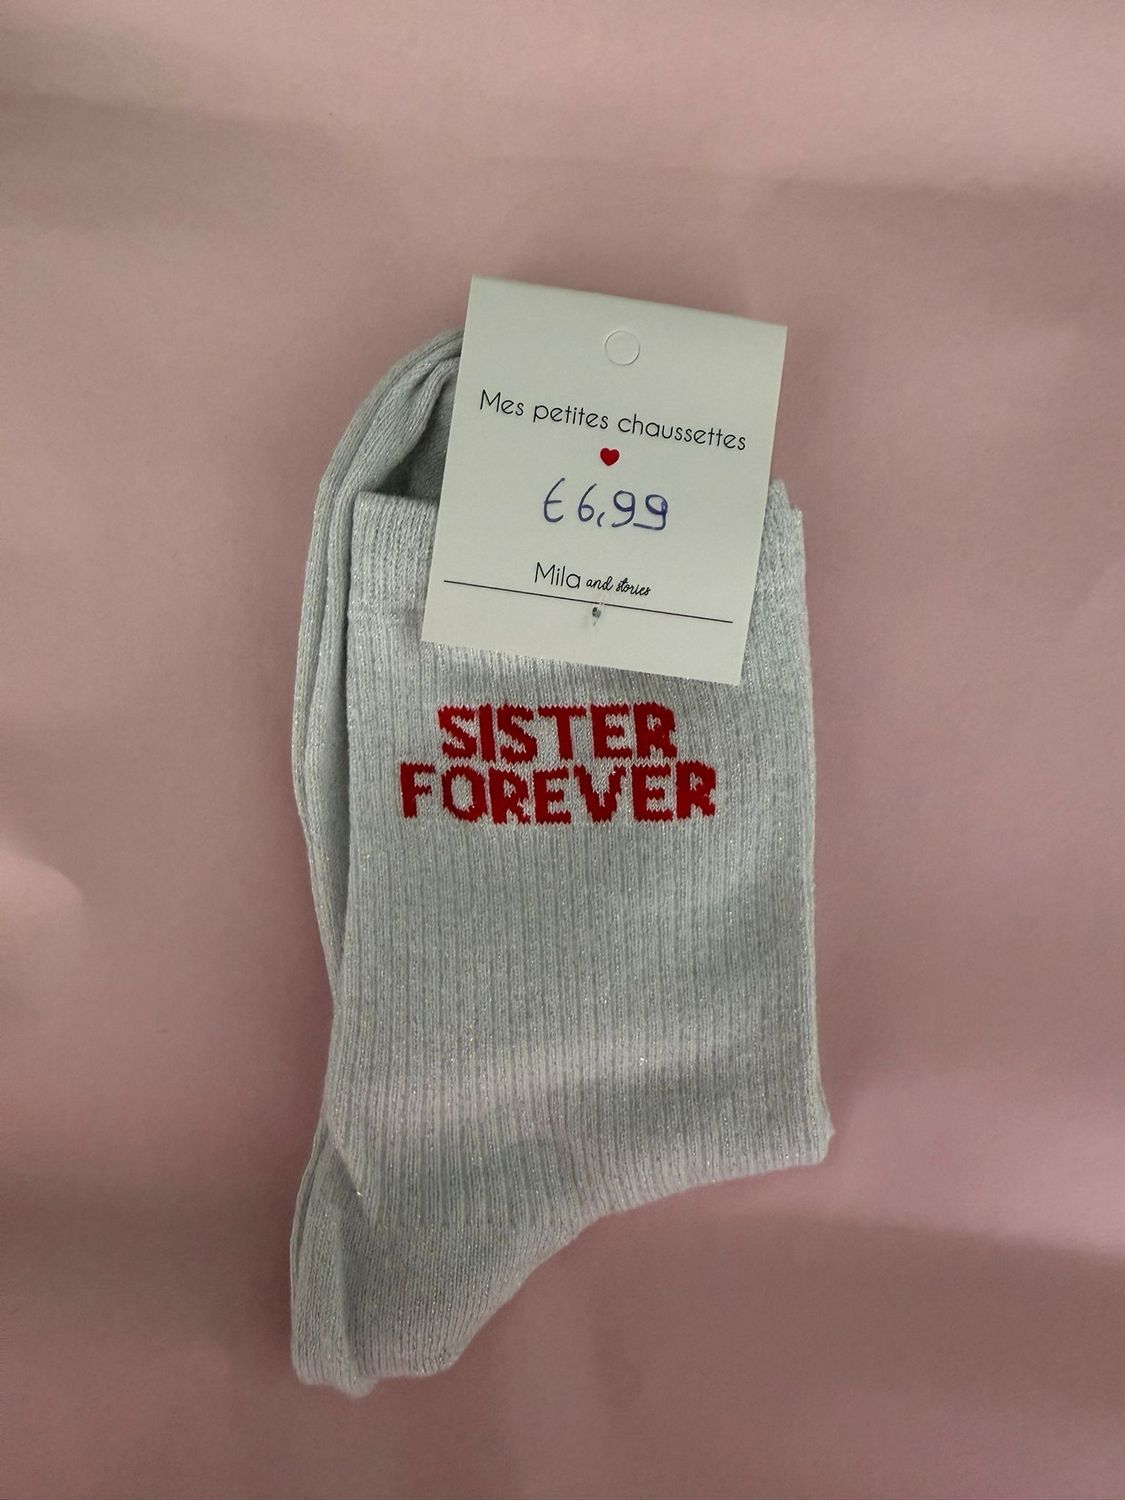 Mes petites chaussettes
€6,99
Mila and stories
SISTER
FOREVER